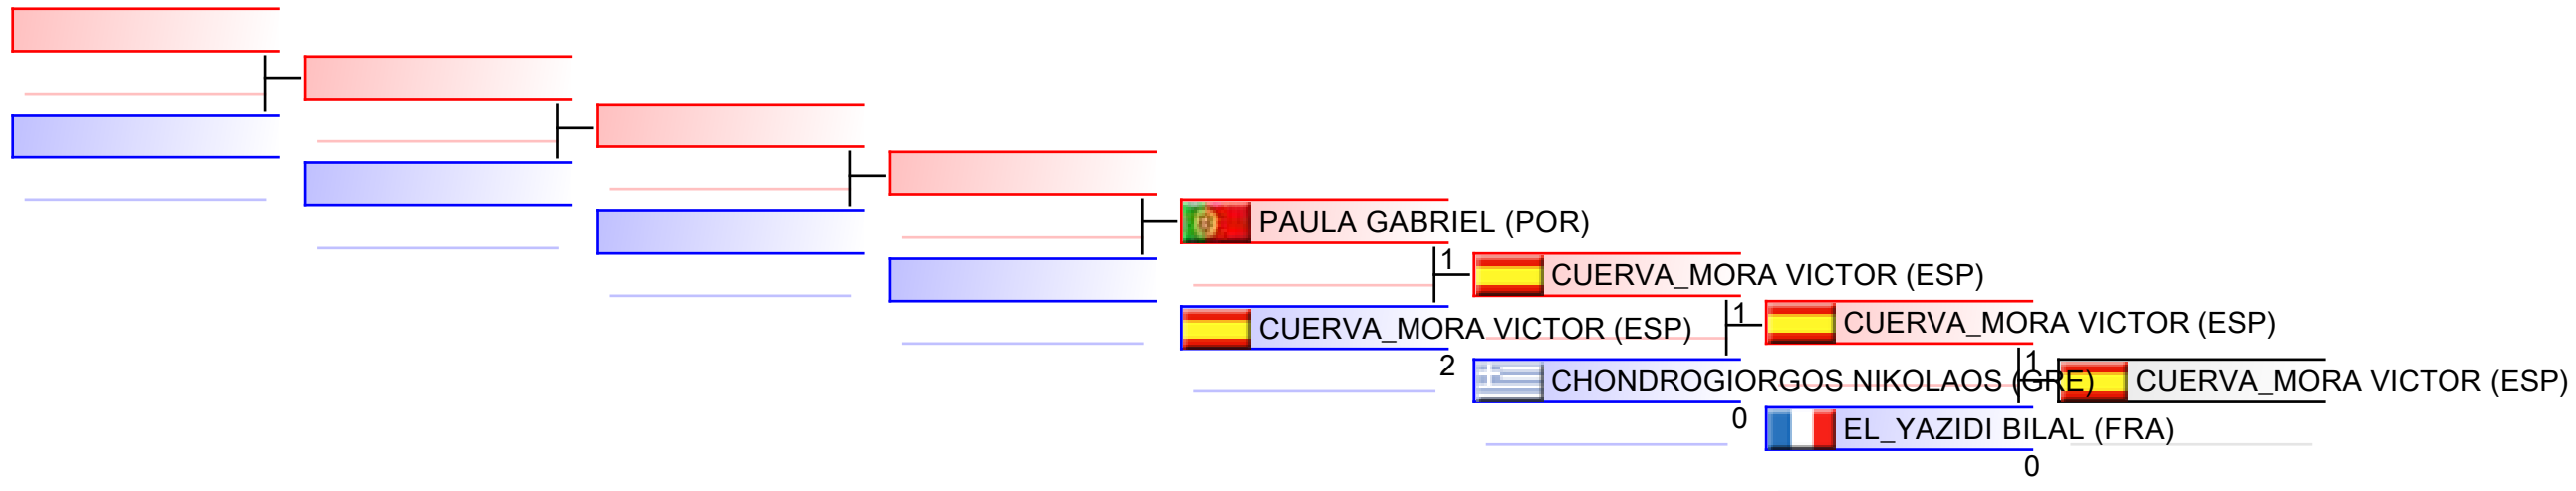 PAULA GABRIEL (POR)
1
CUERVA_MORA VICTOR (ESP)
CUERVA_MORA VICTOR (ESP)
2
1
CUERVA_MORA VICTOR (ESP)
CHONDROGIORGOS NIKOLAOS (GRE)
0
1
CUERVA_MORA VICTOR (ESP)
EL_YAZIDI BILAL (FRA)
0